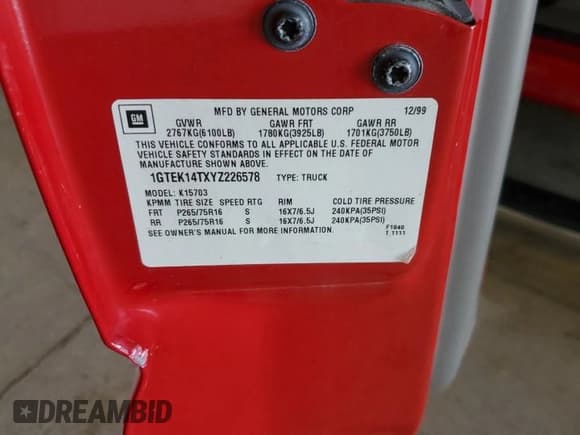 GM
MFD BY GENERAL MOTORS CORP 12/99
GVWR GAWR FRT GAWR RR
2767KG(6100LB) 1780KG(3925LB) 1701KG(3750LB)
THIS VEHICLE CONFORMS TO ALL APPLICABLE U.S. FEDERAL MOTOR
VEHICLE SAFETY STANDARDS IN EFFECT ON THE DATE OF
MANUFACTURE SHOWN ABOVE.
1GTEK14TXYZ226578 TYPE: TRUCK
MODEL: K15703
KPMM TIRE SIZE SPEED RTG RIM COLD TIRE PRESSURE
FRT P265/75R16 S 16X7/6.5J 240KPA(35PSI)
RR P265/75R16 S 16X7/6.5J 240KPA(35PSI)
SEE OWNER'S MANUAL FOR MORE INFORMATION.
F1040
T.1111
DREAMBID